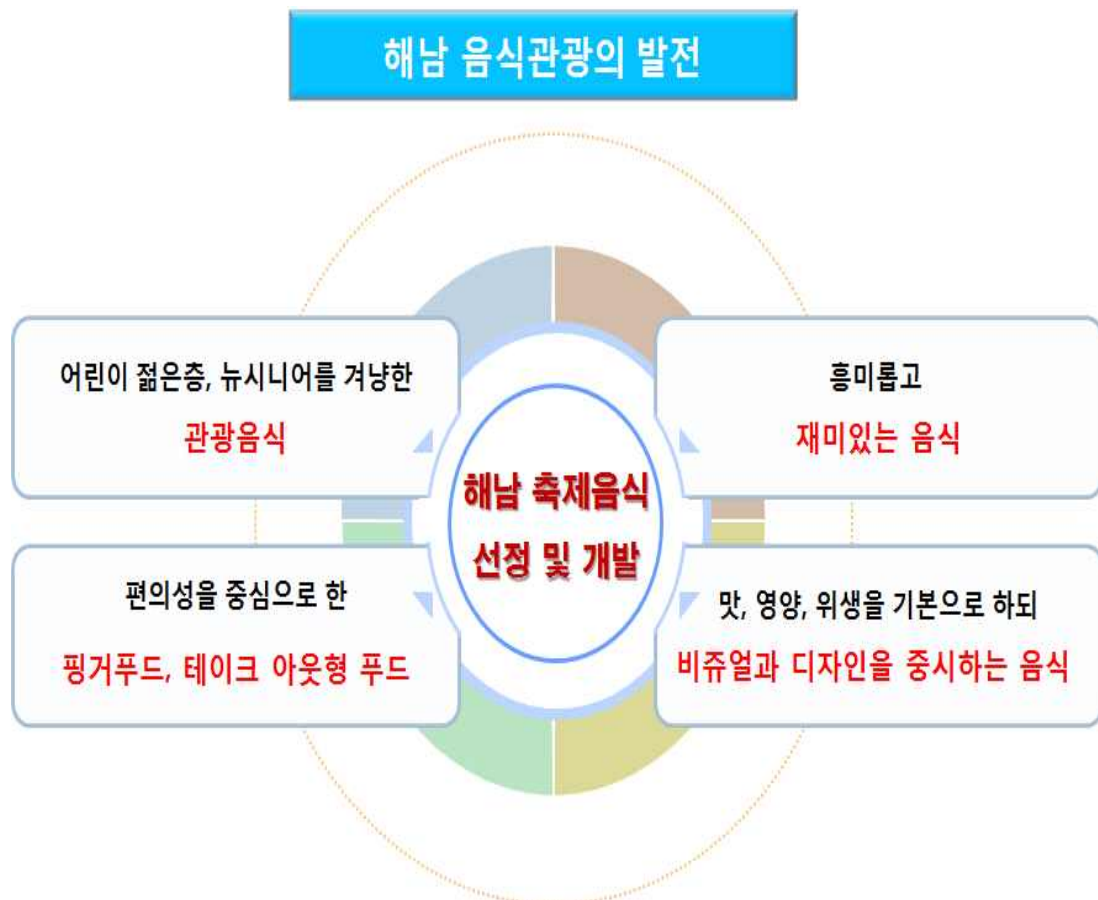 해남 음식관광의 발전
어린이 젊은층, 뉴시니어를 겨냥한
관광음식
흥미롭고
재미있는 음식
해남 축제음식
선정 및 개발
편의성을 중심으로 한
핑거푸드, 테이크 아웃형 푸드
맛, 영양, 위생을 기본으로 하되
비쥬얼과 디자인을 중시하는 음식